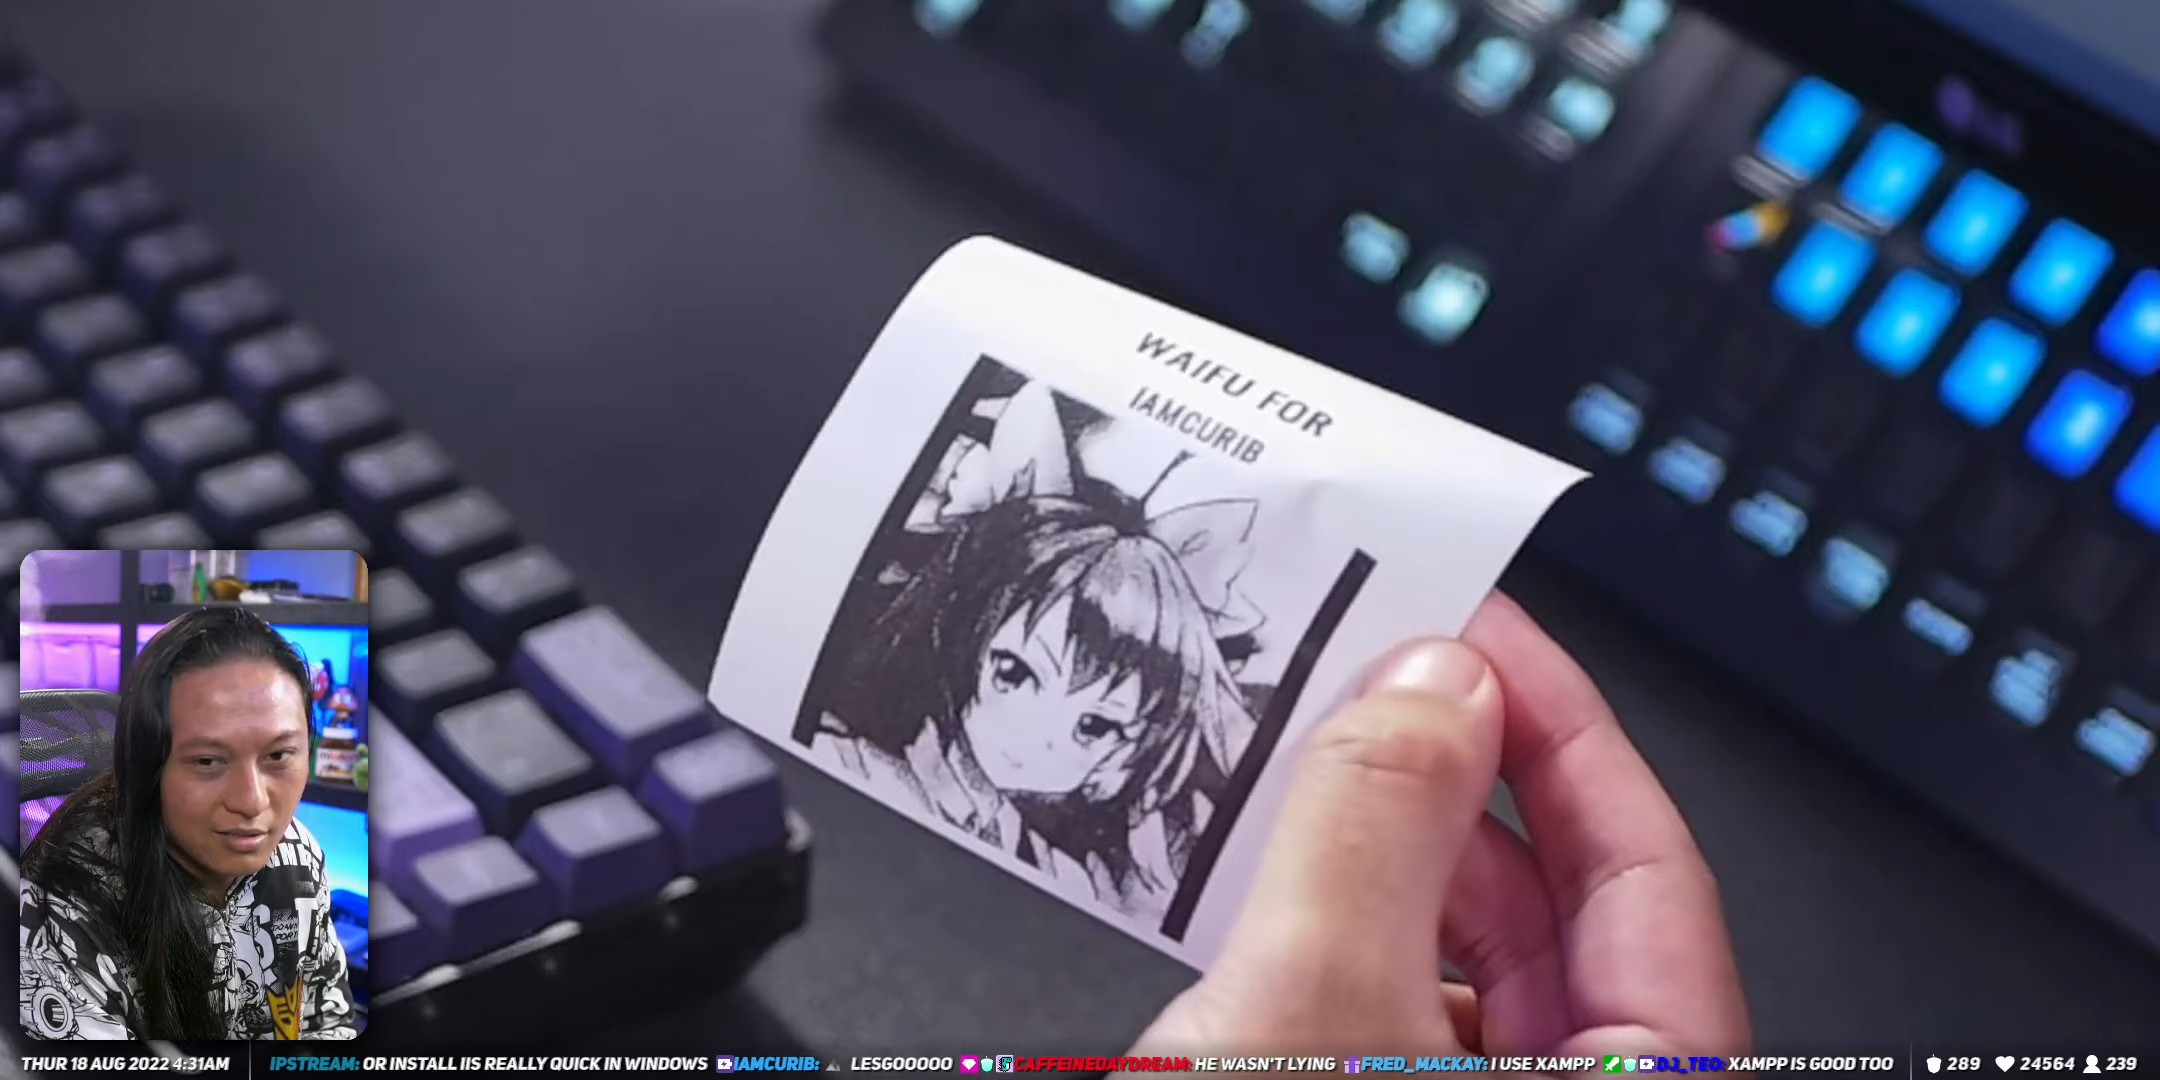 WAIFU FOR
IAMCURIB
THUR 18 AUG 2022 4:31AM
IPSTREAM: OR INSTALL IIS REALLY QUICK IN WINDOWS IAMCURIB: LESGOOOOO CAFFEINEDAYDREAM: HE WASN'T LYING FRED_MACKAY: I USE XAMPP DJ_TEO: XAMPP IS GOOD TOO
289 24564 239